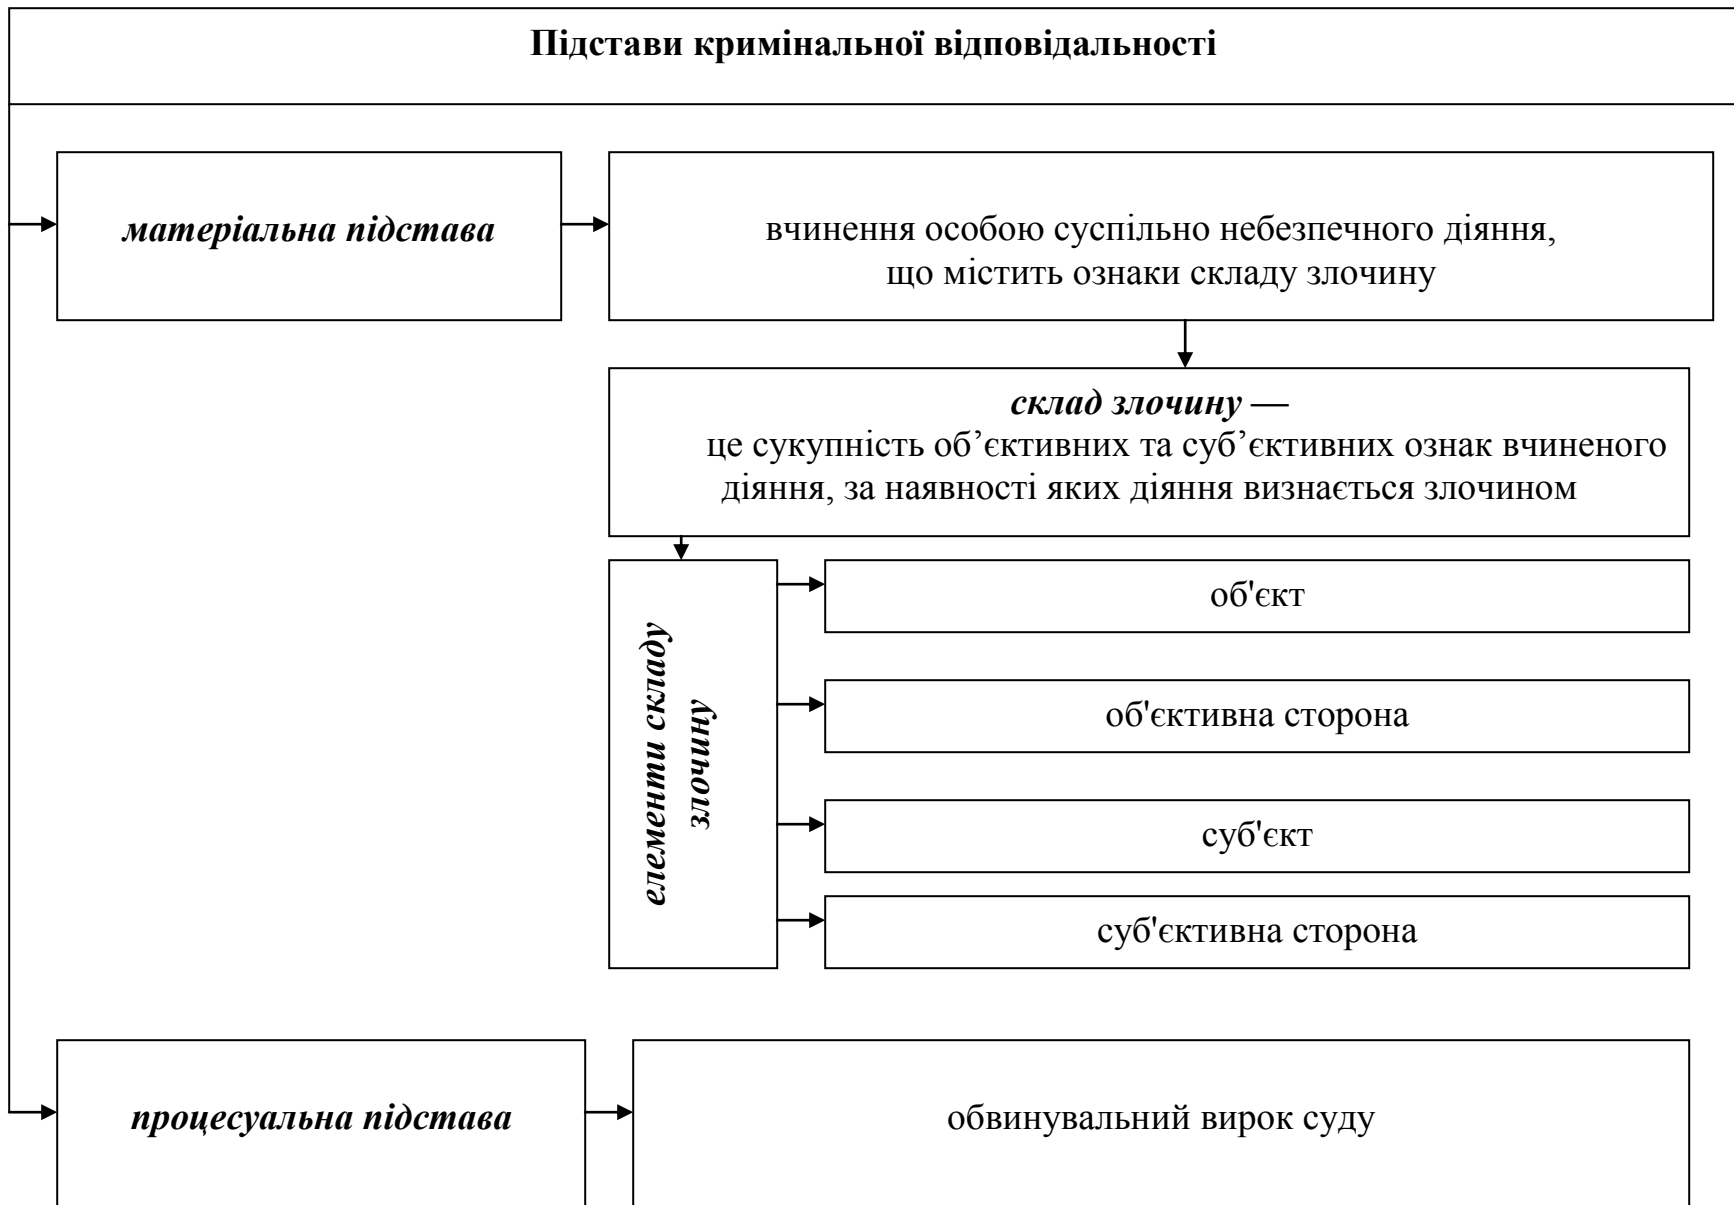 Підстави кримінальної відповідальності
матеріальна підстава
вчинення особою суспільно небезпечного діяння,
що містить ознаки складу злочину
склад злочину —
це сукупність об’єктивних та суб’єктивних ознак вчиненого
діяння, за наявності яких діяння визнається злочином
елементи складу
злочину
об'єкт
об'єктивна сторона
суб'єкт
суб'єктивна сторона
процесуальна підстава
обвинувальний вирок суду